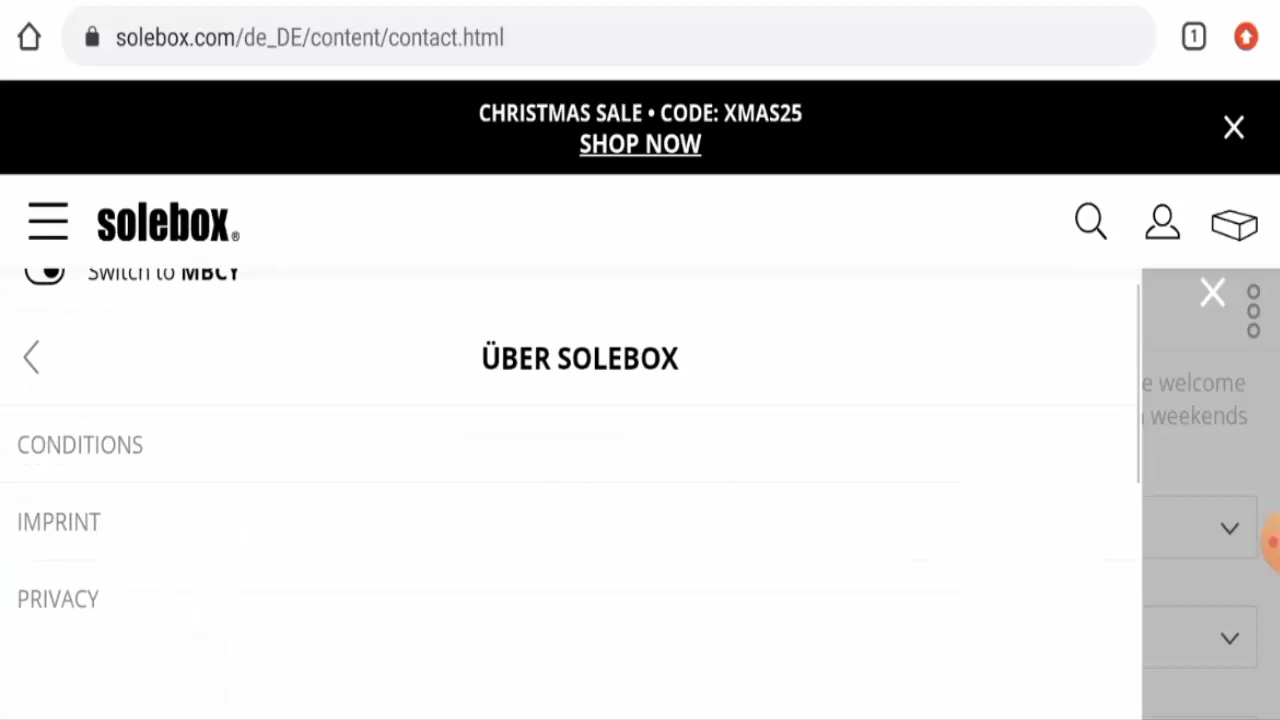 solebox.com/de_DE/content/contact.html
1
CHRISTMAS SALE • CODE: XMAS25
SHOP NOW
solebox®
Switch to MBCY
ÜBER SOLEBOX
e welcome
weekends
CONDITIONS
IMPRINT
PRIVACY